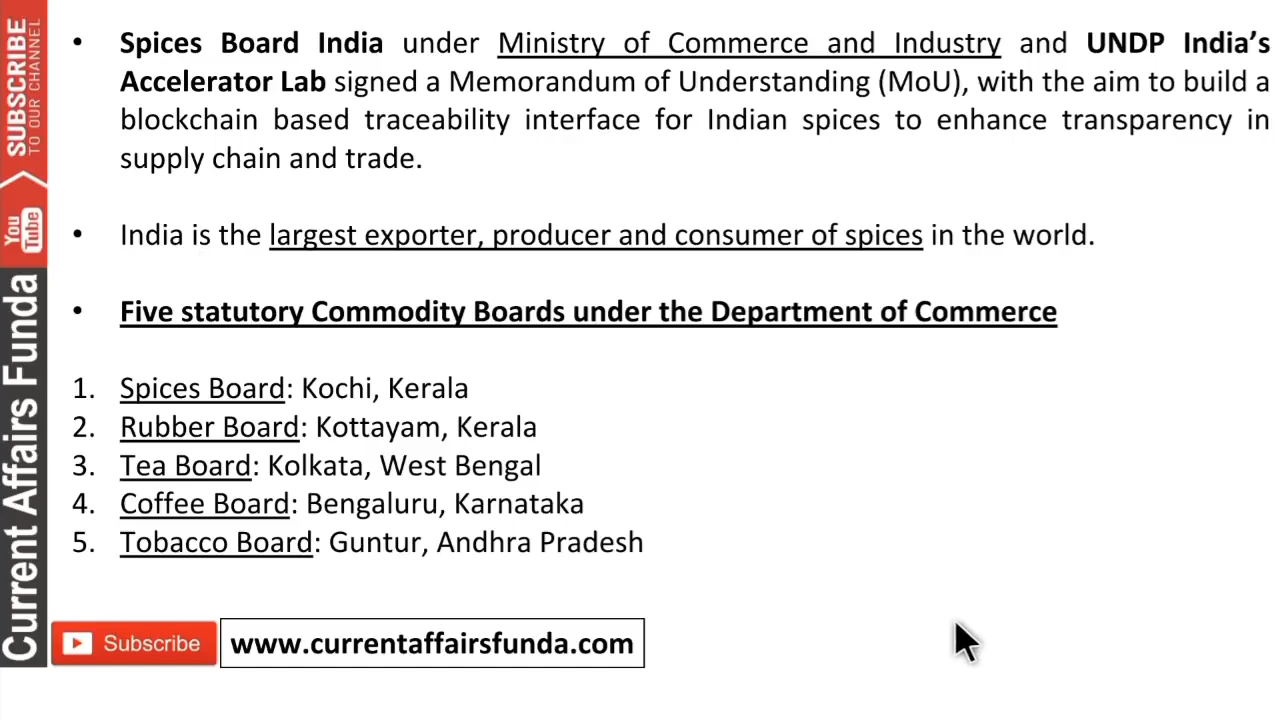 • Spices Board India under Ministry of Commerce and Industry and UNDP India’s
Accelerator Lab signed a Memorandum of Understanding (MoU), with the aim to build a
blockchain based traceability interface for Indian spices to enhance transparency in
supply chain and trade.
• India is the largest exporter, producer and consumer of spices in the world.
• Five statutory Commodity Boards under the Department of Commerce
1. Spices Board: Kochi, Kerala
2. Rubber Board: Kottayam, Kerala
3. Tea Board: Kolkata, West Bengal
4. Coffee Board: Bengaluru, Karnataka
5. Tobacco Board: Guntur, Andhra Pradesh
Subscribe
www.currentaffairsfunda.com
SUBSCRIBE
TO OUR CHANNEL
You Tube
Current Affairs Funda